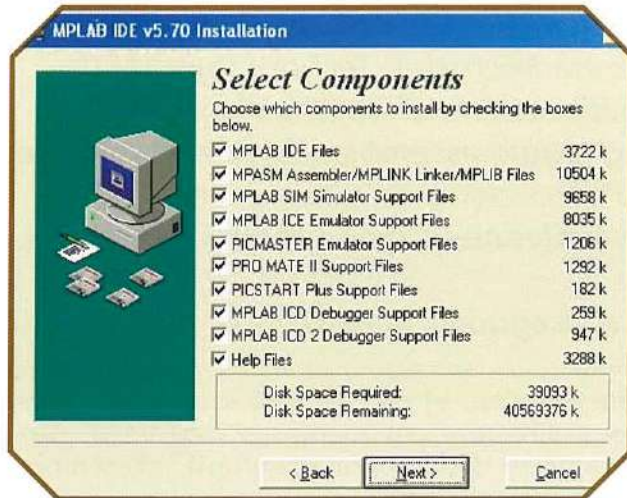 MPLAB IDE v5.70 Installation
Select Components
Choose which components to install by checking the boxes
below.
MPLAB IDE Files 3722 k
MPASM Assembler/MPLINK Linker/MPLIB Files 10504 k
MPLAB SIM Simulator Support Files 9658 k
MPLAB ICE Emulator Support Files 8035 k
PICMASTER Emulator Support Files 1206 k
PRO MATE II Support Files 1292 k
PICSTART Plus Support Files 182 k
MPLAB ICD Debugger Support Files 259 k
MPLAB ICD 2 Debugger Support Files 947 k
Help Files 3288 k
Disk Space Required: 39093 k
Disk Space Remaining: 40569376 k
< Back Next > Cancel